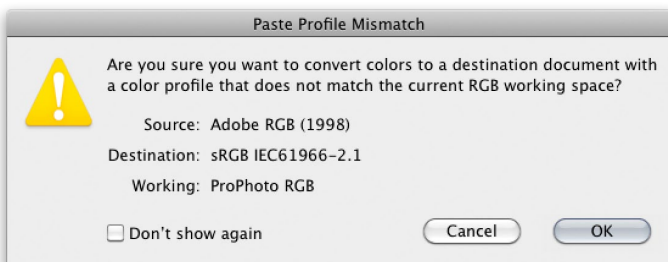 Paste Profile Mismatch
Are you sure you want to convert colors to a destination document with
a color profile that does not match the current RGB working space?
Source: Adobe RGB (1998)
Destination: sRGB IEC61966-2.1
Working: ProPhoto RGB
Don't show again
Cancel
OK